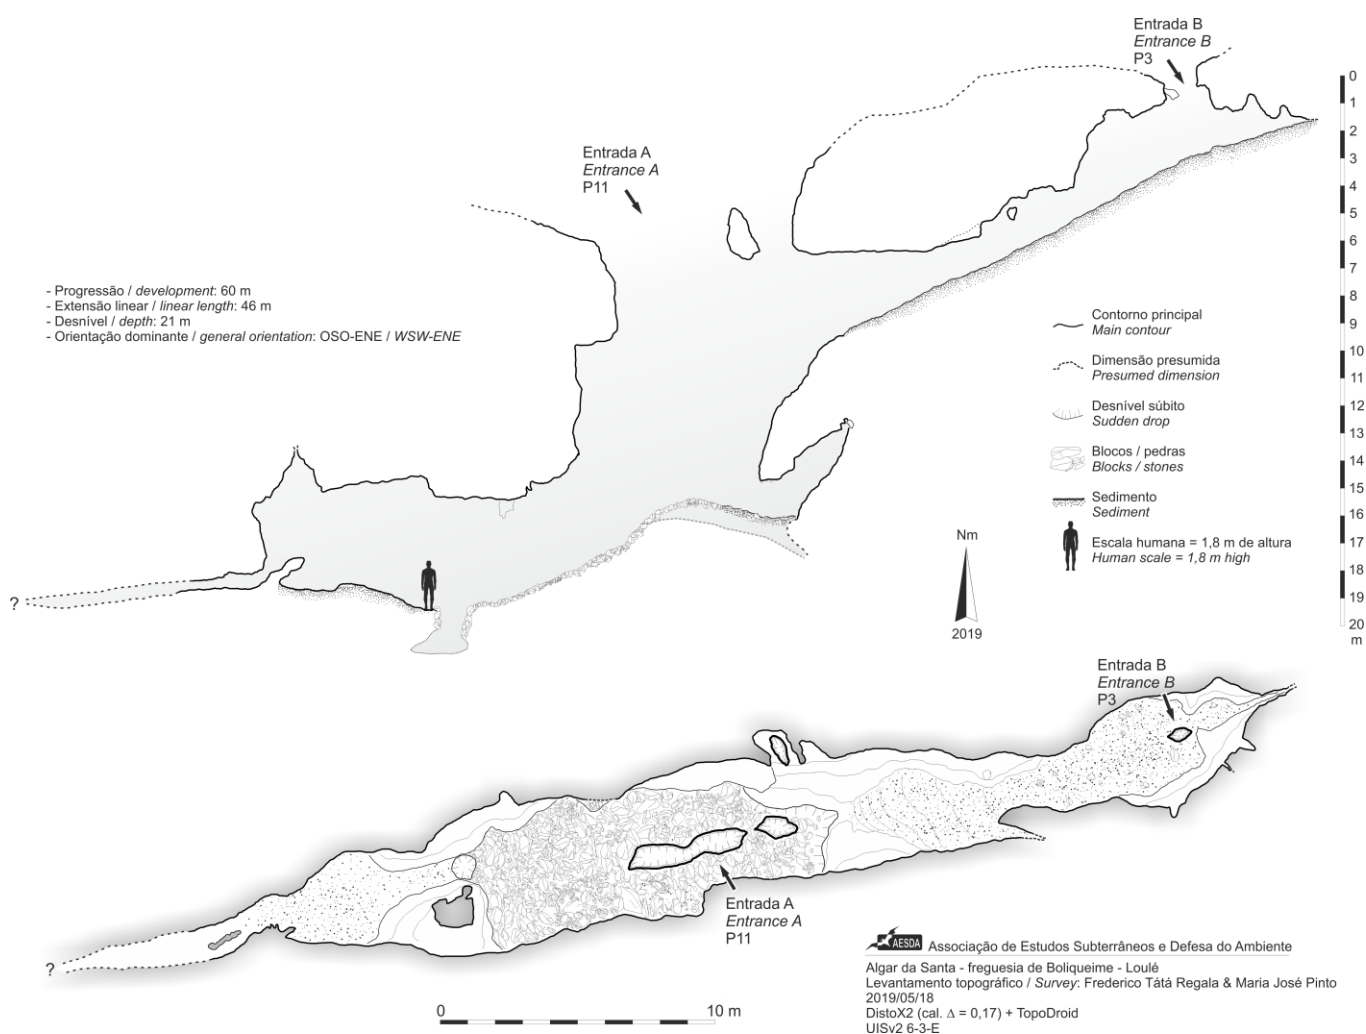 Entrada B
Entrance B
P3
Entrada A
Entrance A
P11
- Progressão / development: 60 m
- Extensão linear / linear length: 46 m
- Desnível / depth: 21 m
- Orientação dominante / general orientation: OSO-ENE / WSW-ENE
Contorno principal
Main contour
Dimensão presumida
Presumed dimension
Desnível súbito
Sudden drop
Blocos / pedras
Blocks / stones
Sedimento
Sediment
Escala humana = 1,8 m de altura
Human scale = 1,8 m high
0
1
2
3
4
5
6
7
8
9
10
11
12
13
14
15
16
17
18
19
20
m
?
Nm
2019
Entrada B
Entrance B
P3
Entrada A
Entrance A
P11
?
0 10 m
AESDA Associação de Estudos Subterrâneos e Defesa do Ambiente
Algar da Santa - freguesia de Boliqueime - Loulé
Levantamento topográfico / Survey: Frederico Tátá Regala & Maria José Pinto
2019/05/18
DistoX2 (cal. Δ = 0,17) + TopoDroid
UISv2 6-3-E